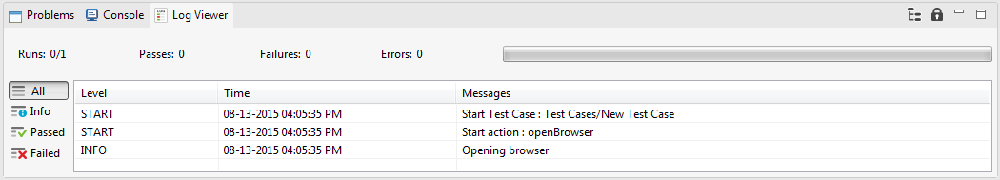 Problems Console LOG Log Viewer
Runs: 0/1 Passes: 0 Failures: 0 Errors: 0
All Level Time Messages
Info START 08-13-2015 04:05:35 PM Start Test Case : Test Cases/New Test Case
Passed START 08-13-2015 04:05:35 PM Start action : openBrowser
Failed INFO 08-13-2015 04:05:35 PM Opening browser